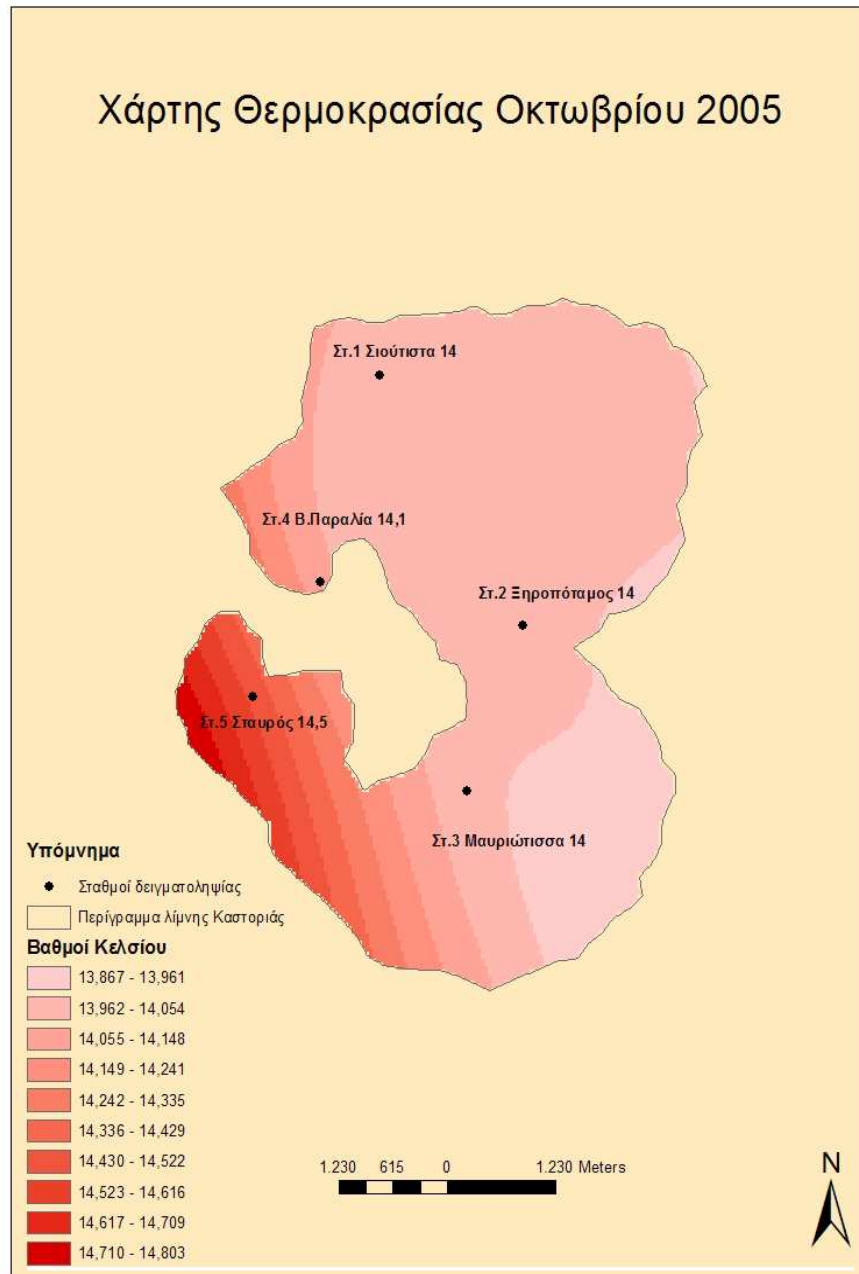 Χάρτης Θερμοκρασίας Οκτωβρίου 2005
Στ.1 Σιούτιστα 14
Στ.4 Β.Παραλία 14,1
Στ.2 Ξηροπόταμος 14
Στ.5 Σταυρός 14,5
Στ.3 Μαυριώτισσα 14
Υπόμνημα
Σταθμοί δειγματοληψίας
Περίγραμμα λίμνης Καστοριάς
Βαθμοί Κελσίου
13,867 - 13,961
13,962 - 14,054
14,055 - 14,148
14,149 - 14,241
14,242 - 14,335
14,336 - 14,429
14,430 - 14,522
14,523 - 14,616
14,617 - 14,709
14,710 - 14,803
1.230 615 0 1.230 Meters
N